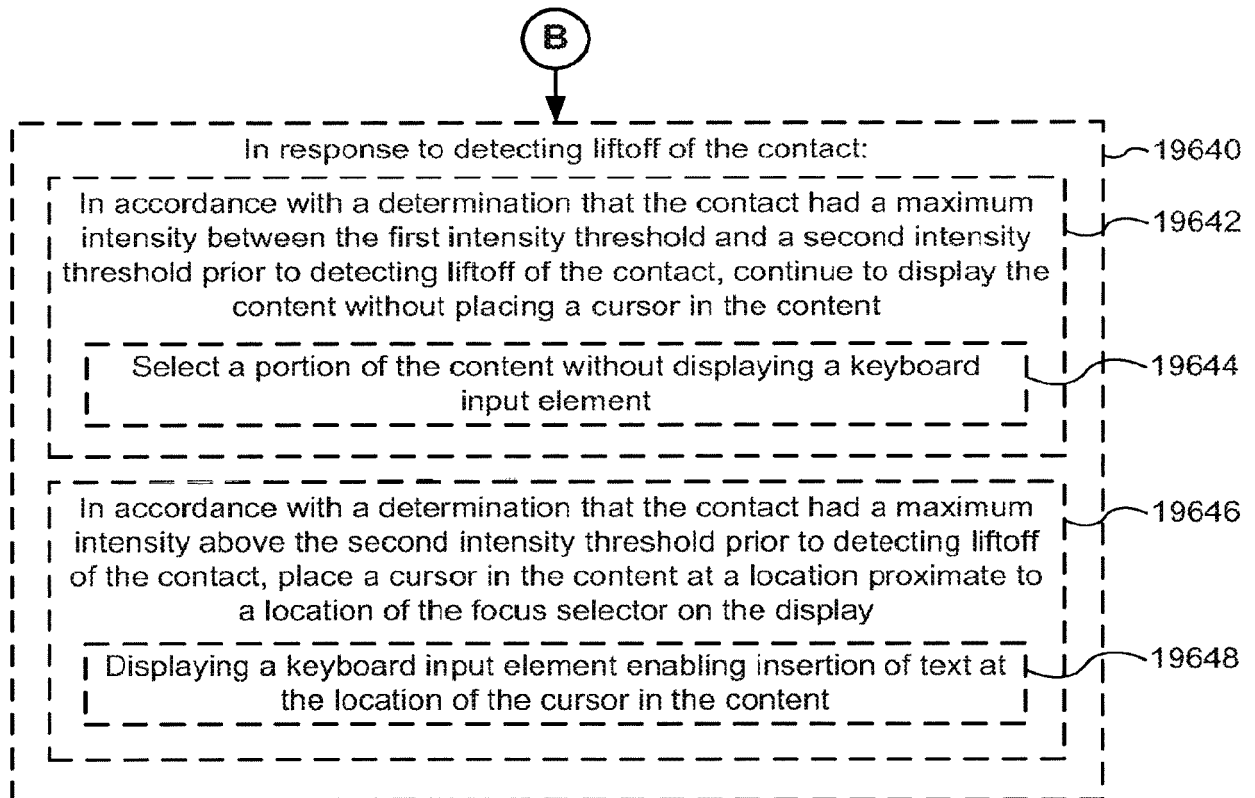 B
In response to detecting liftoff of the contact:
19640
In accordance with a determination that the contact had a maximum
intensity between the first intensity threshold and a second intensity
threshold prior to detecting liftoff of the contact, continue to display the
content without placing a cursor in the content
19642
Select a portion of the content without displaying a keyboard
input element
19644
In accordance with a determination that the contact had a maximum
intensity above the second intensity threshold prior to detecting liftoff
of the contact, place a cursor in the content at a location proximate to
a location of the focus selector on the display
19646
Displaying a keyboard input element enabling insertion of text at
the location of the cursor in the content
19648